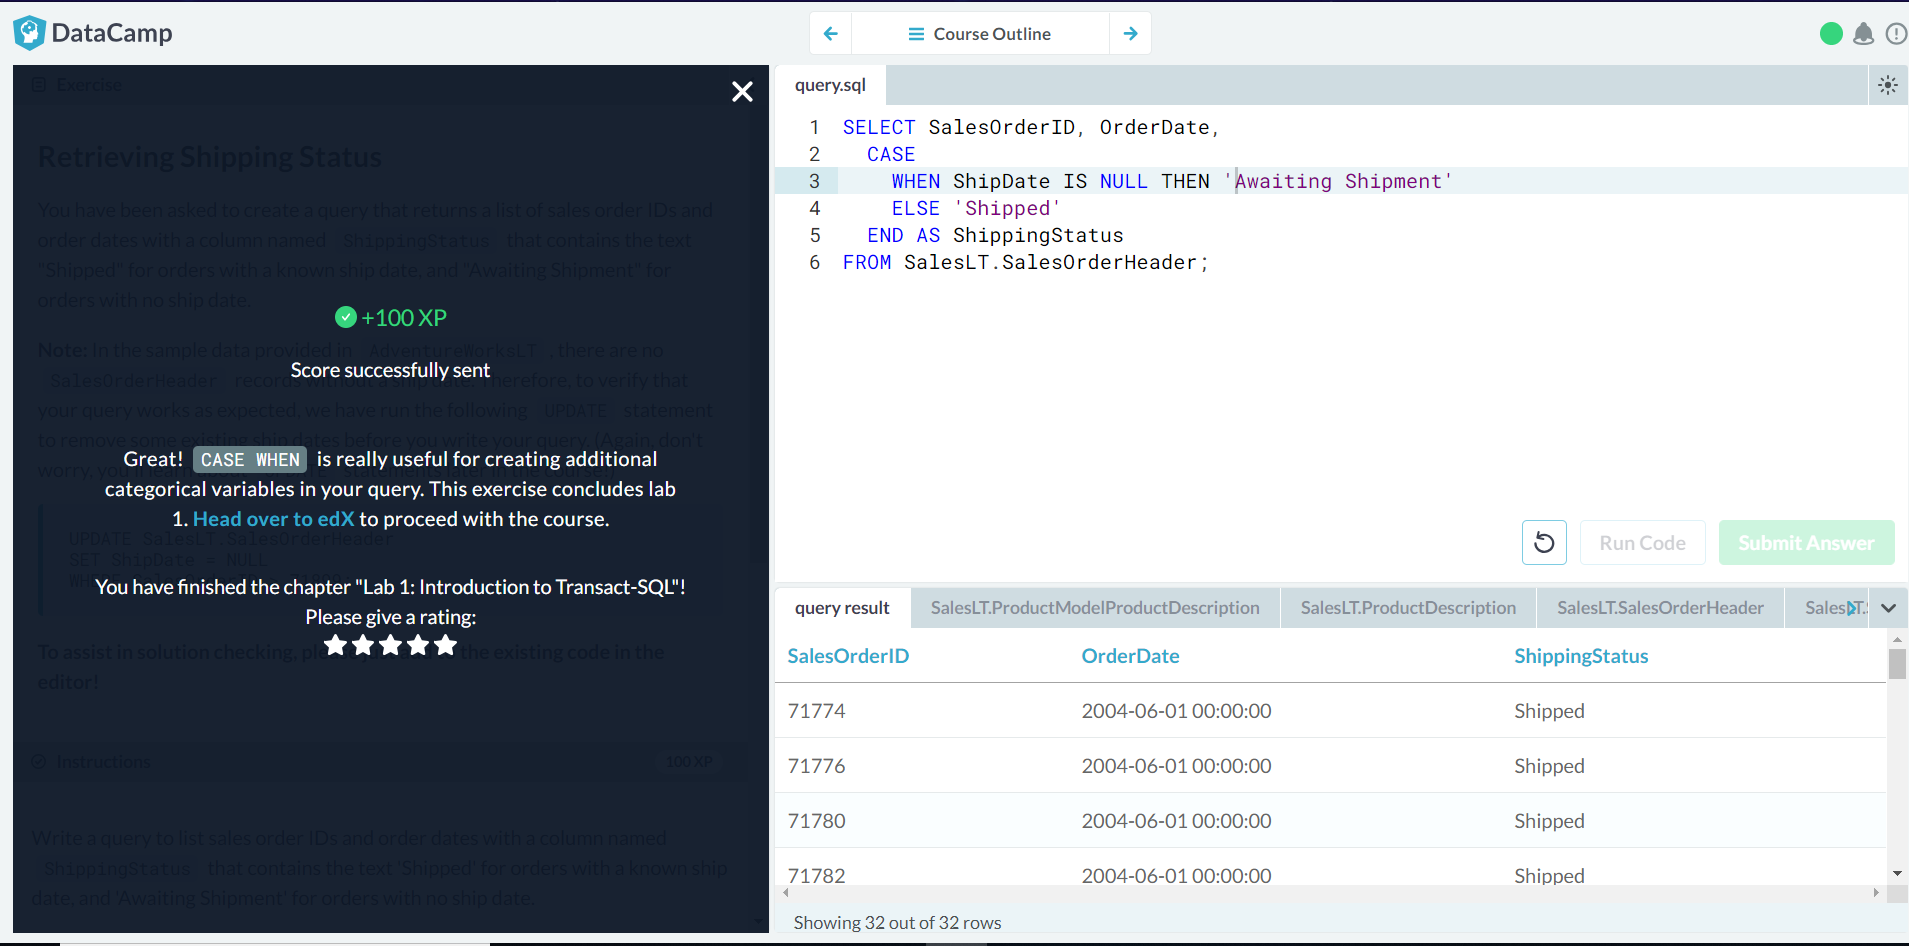 DataCamp
Course Outline
Exercise
Retrieving Shipping Status
You have been asked to create a query that returns a list of sales order IDs and
order dates with a column named ShippingStatus that contains the text
"Shipped" for orders with a known ship date, and "Awaiting Shipment" for
orders with no ship date.
+100 XP
Note: In the sample data provided in AdventureWorksLT , there are no
SalesOrderHeader records without a ship date. Therefore, to verify that
Score successfully sent
your query works as expected, we have run the following UPDATE statement
to remove some existing ship dates before you write your query. (Again, don't
Great! CASE WHEN is really useful for creating additional
categorical variables in your query. This exercise concludes lab
1. Head over to edX to proceed with the course.
UPDATE SalesLT.SalesOrderHeader
SET ShipDate = NULL
You have finished the chapter "Lab 1: Introduction to Transact-SQL"!
Please give a rating:
To assist in solution checking, the existing code in the
editor!
Instructions
100 XP
Write a query to list sales order IDs and order dates with a column named
ShippingStatus that contains the text 'Shipped' for orders with a known ship
date, and 'Awaiting Shipment' for orders with no ship date.
query.sql
1 SELECT SalesOrderID, OrderDate,
2 CASE
3 WHEN ShipDate IS NULL THEN 'Awaiting Shipment'
4 ELSE 'Shipped'
5 END AS ShippingStatus
6 FROM SalesLT.SalesOrderHeader;
Run Code
Submit Answer
query result SalesLT.ProductModelProductDescription SalesLT.ProductDescription SalesLT.SalesOrderHeader
SalesOrderID OrderDate ShippingStatus
71774 2004-06-01 00:00:00 Shipped
71776 2004-06-01 00:00:00 Shipped
71780 2004-06-01 00:00:00 Shipped
71782 2004-06-01 00:00:00 Shipped
Showing 32 out of 32 rows